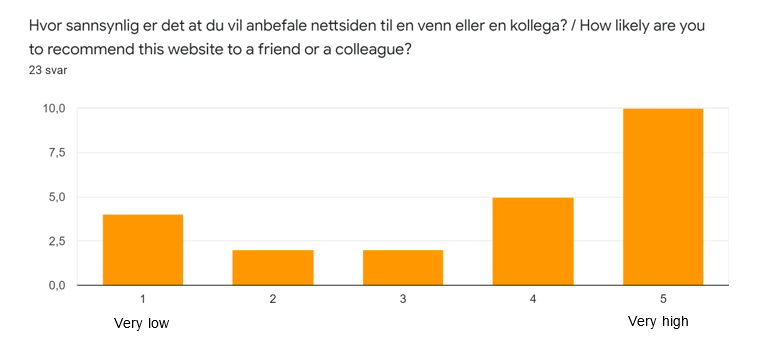 Hvor sannsynlig er det at du vil anbefale nettsiden til en venn eller en kollega? / How likely are you
to recommend this website to a friend or a colleague?
23 svar
10,0
7,5
5,0
2,5
0,0
1
2
3
4
5
Very low
Very high